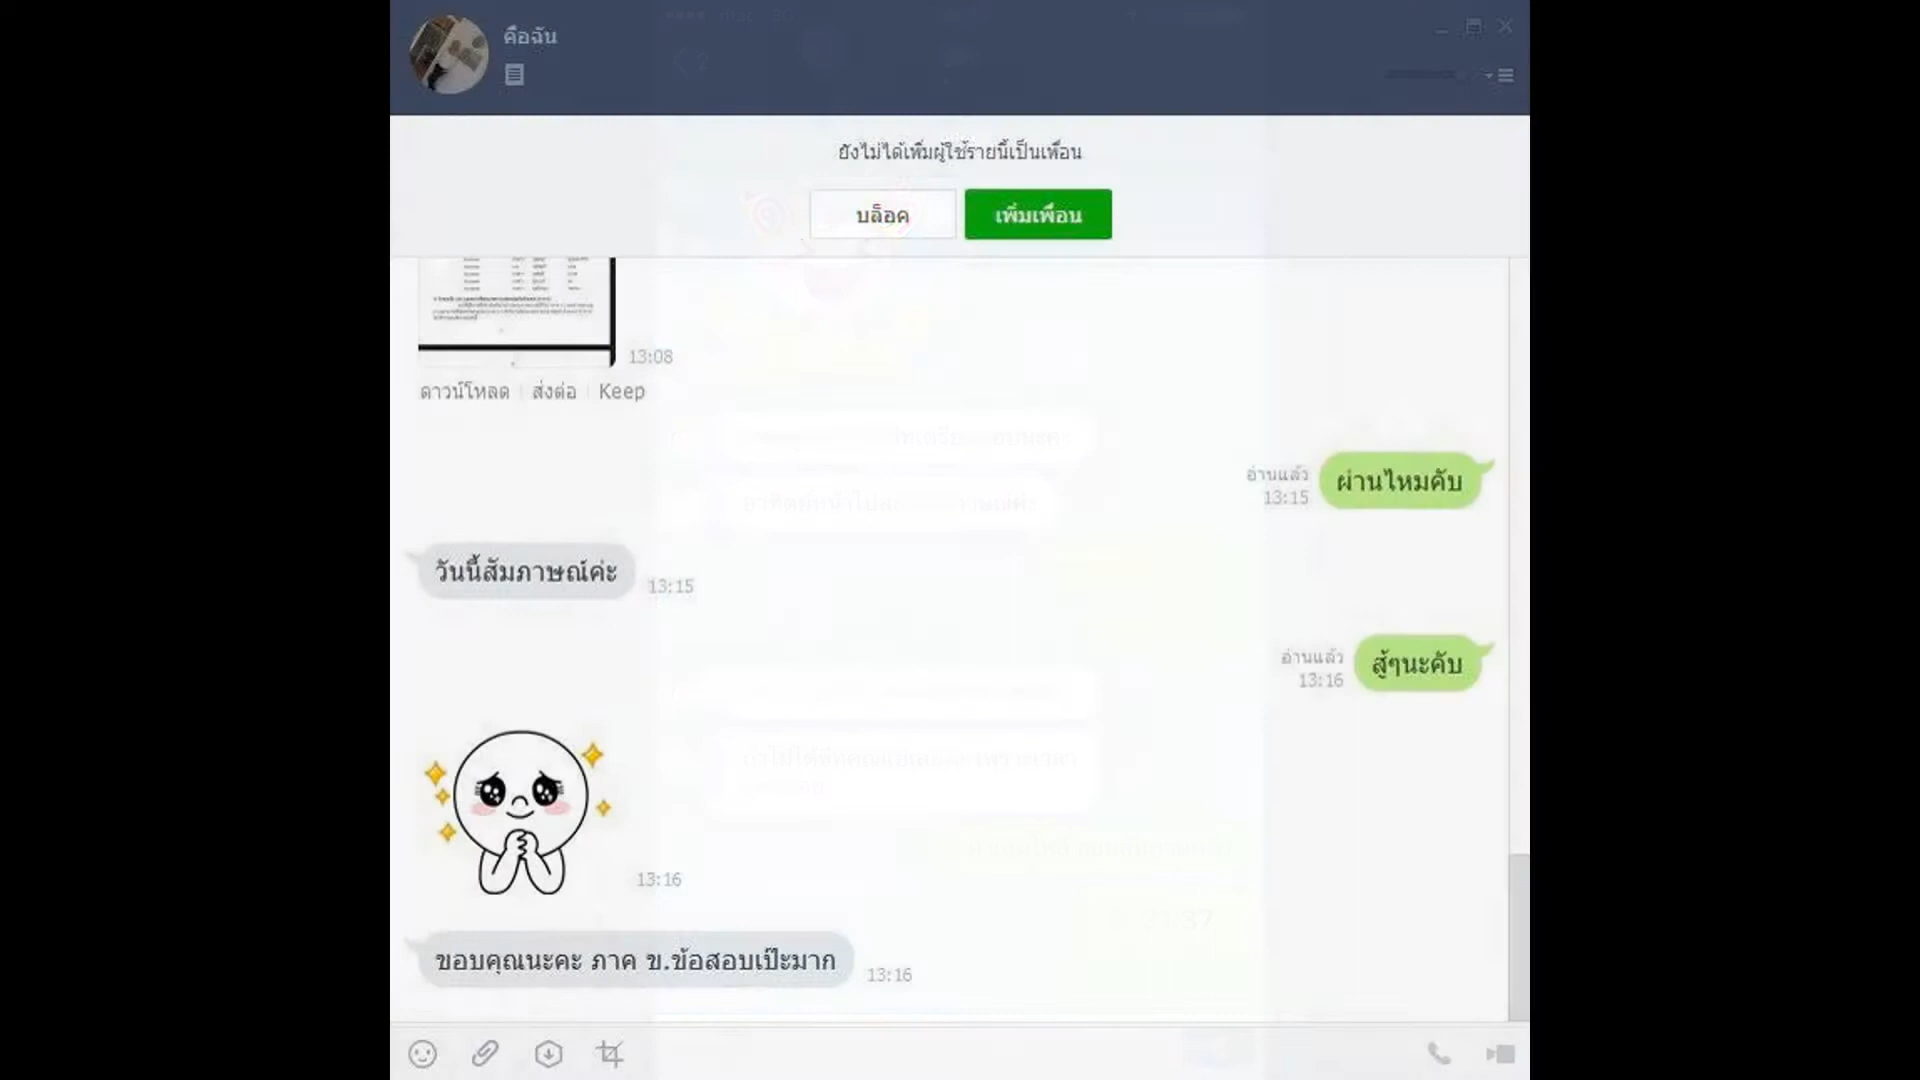 คือฉัน
ยังไม่ได้เพิ่มผู้ใช้รายนี้เป็นเพื่อน
บล็อค
เพิ่มเพื่อน
13:08
ดาวน์โหลด | ส่งต่อ | Keep
ผ่านไหมคับ
อ่านแล้ว
13:15
วันนี้สัมภาษณ์ค่ะ
13:15
สู้ๆนะคับ
อ่านแล้ว
13:16
13:16
ขอบคุณนะคะ ภาค ข.ข้อสอบเป๊ะมาก
13:16